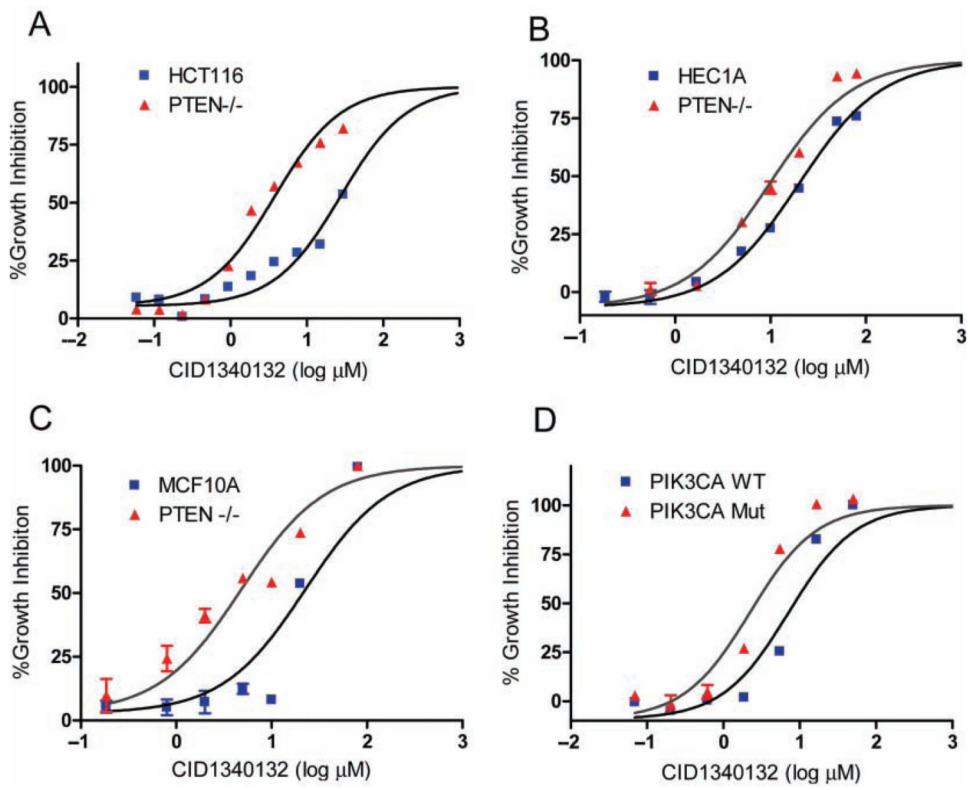 A
HCT116
PTEN-/-
%Growth Inhibiton
100
75
50
25
0
–2
–1
0
1
2
3
CID1340132 (log μM)
B
HEC1A
PTEN-/-
%Growth Inhibition
100
75
50
25
0
–1
0
1
2
3
CID1340132 (log μM)
C
MCF10A
PTEN -/-
%Growth Inhibiton
100
75
50
25
0
–1
0
1
2
3
CID1340132 (log μM)
D
PIK3CA WT
PIK3CA Mut
% Growth Inhibition
100
75
50
25
0
–2
–1
0
1
2
3
CID1340132 (log μM)